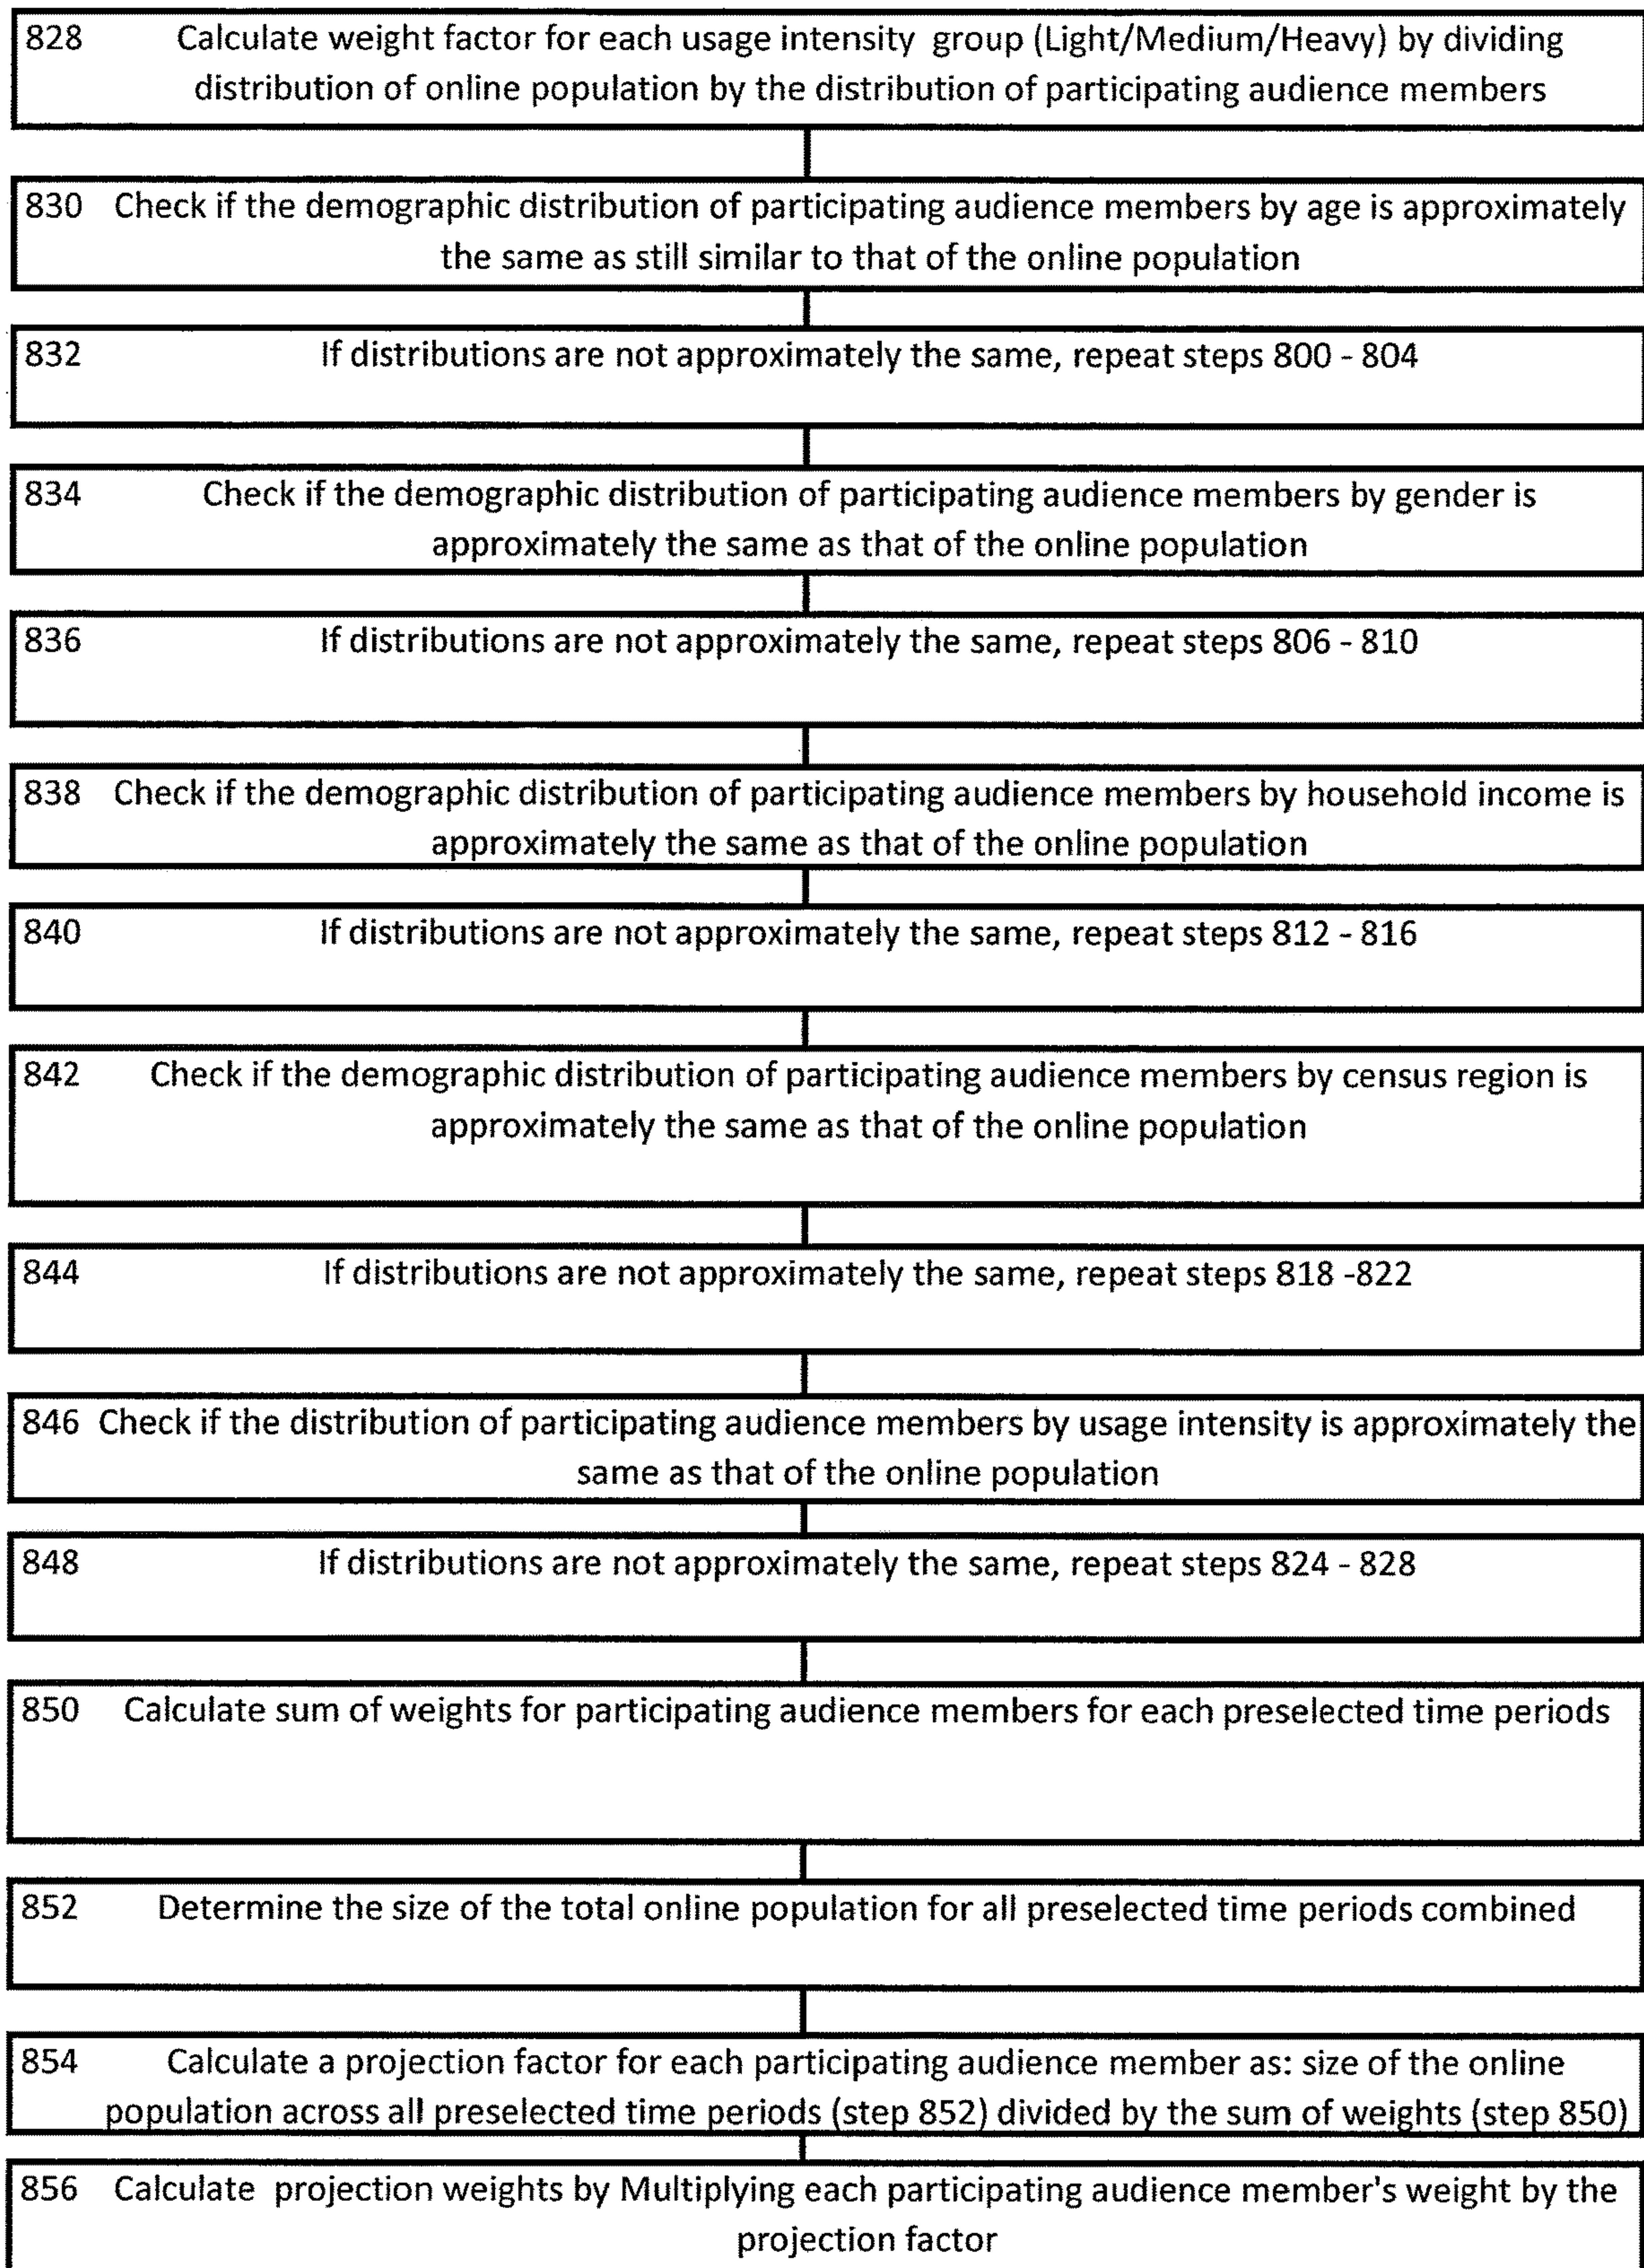 828 Calculate weight factor for each usage intensity group (Light/Medium/Heavy) by dividing
distribution of online population by the distribution of participating audience members
830 Check if the demographic distribution of participating audience members by age is approximately
the same as still similar to that of the online population
832 If distributions are not approximately the same, repeat steps 800 - 804
834 Check if the demographic distribution of participating audience members by gender is
approximately the same as that of the online population
836 If distributions are not approximately the same, repeat steps 806 - 810
838 Check if the demographic distribution of participating audience members by household income is
approximately the same as that of the online population
840 If distributions are not approximately the same, repeat steps 812 - 816
842 Check if the demographic distribution of participating audience members by census region is
approximately the same as that of the online population
844 If distributions are not approximately the same, repeat steps 818 -822
846 Check if the distribution of participating audience members by usage intensity is approximately the
same as that of the online population
848 If distributions are not approximately the same, repeat steps 824 - 828
850 Calculate sum of weights for participating audience members for each preselected time periods
852 Determine the size of the total online population for all preselected time periods combined
854 Calculate a projection factor for each participating audience member as: size of the online
population across all preselected time periods (step 852) divided by the sum of weights (step 850)
856 Calculate projection weights by Multiplying each participating audience member's weight by the
projection factor